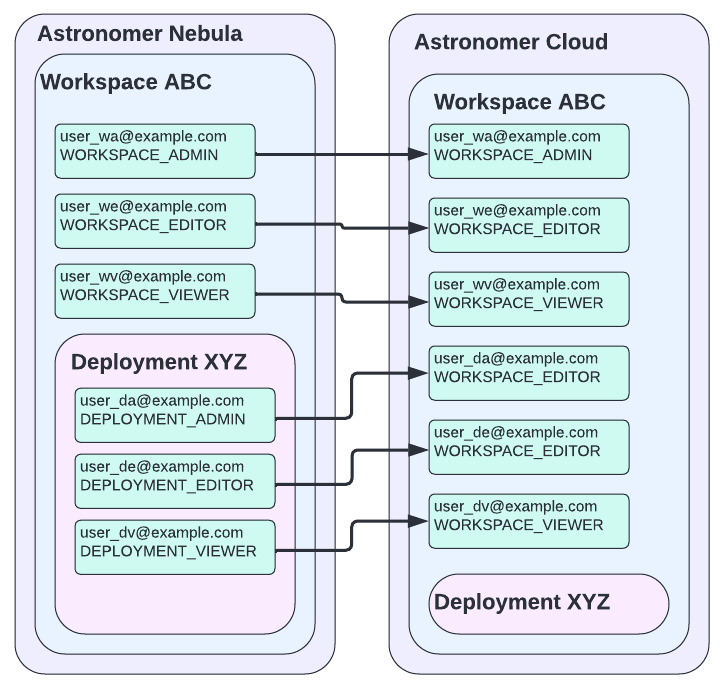 Astronomer Nebula
Workspace ABC
user_wa@example.com
WORKSPACE_ADMIN
user_we@example.com
WORKSPACE_EDITOR
user_wv@example.com
WORKSPACE_VIEWER
Deployment XYZ
user_da@example.com
DEPLOYMENT_ADMIN
user_de@example.com
DEPLOYMENT_EDITOR
user_dv@example.com
DEPLOYMENT_VIEWER
Astronomer Cloud
Workspace ABC
user_wa@example.com
WORKSPACE_ADMIN
user_we@example.com
WORKSPACE_EDITOR
user_wv@example.com
WORKSPACE_VIEWER
user_da@example.com
WORKSPACE_EDITOR
user_de@example.com
WORKSPACE_EDITOR
user_dv@example.com
WORKSPACE_VIEWER
Deployment XYZ